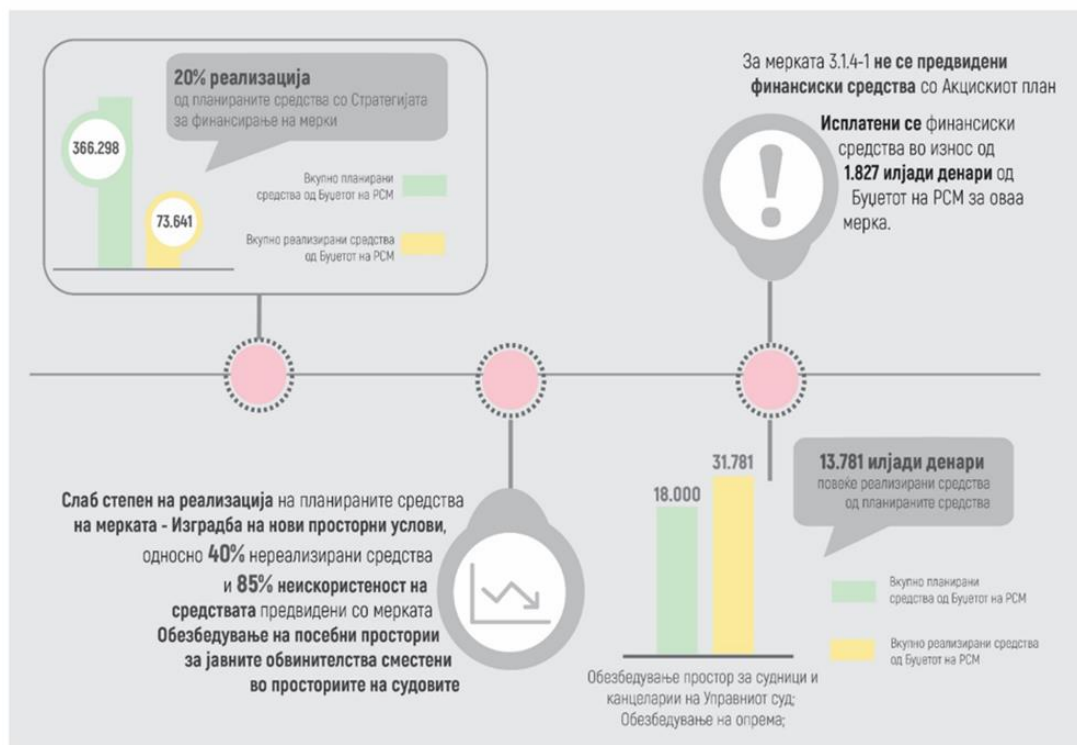 20% реализација
од планираните средства со Стратегијата
за финансирање на мерки
366.298
73.641
Вкупно планирани
средства од Буџетот на РСМ
Вкупно реализирани средства
од Буџетот на РСМ
За мерката 3.1.4-1 не се предвидени
финансиски средства со Акцискиот план
Исплатени се финансиски
средства во износ од
1.827 илјади денари од
Буџетот на РСМ за оваа
мерка.
Слаб степен на реализација на планираните средства
на мерката - Изградба на нови просторни услови,
односно 40% нереализирани средства
и 85% неискористеност на
средствата предвидени со мерката
Обезбедување на посебни простории
за јавните обвинителства сместени
во просториите на судовите
18.000
31.781
13.781 илјади денари
повеќе реализирани средства
од планираните средства
Вкупно планирани
средства од Буџетот на РСМ
Вкупно реализирани средства
од Буџетот на РСМ
Обезбедување простор за судници и
канцеларии на Управниот суд;
Обезбедување на опрема;